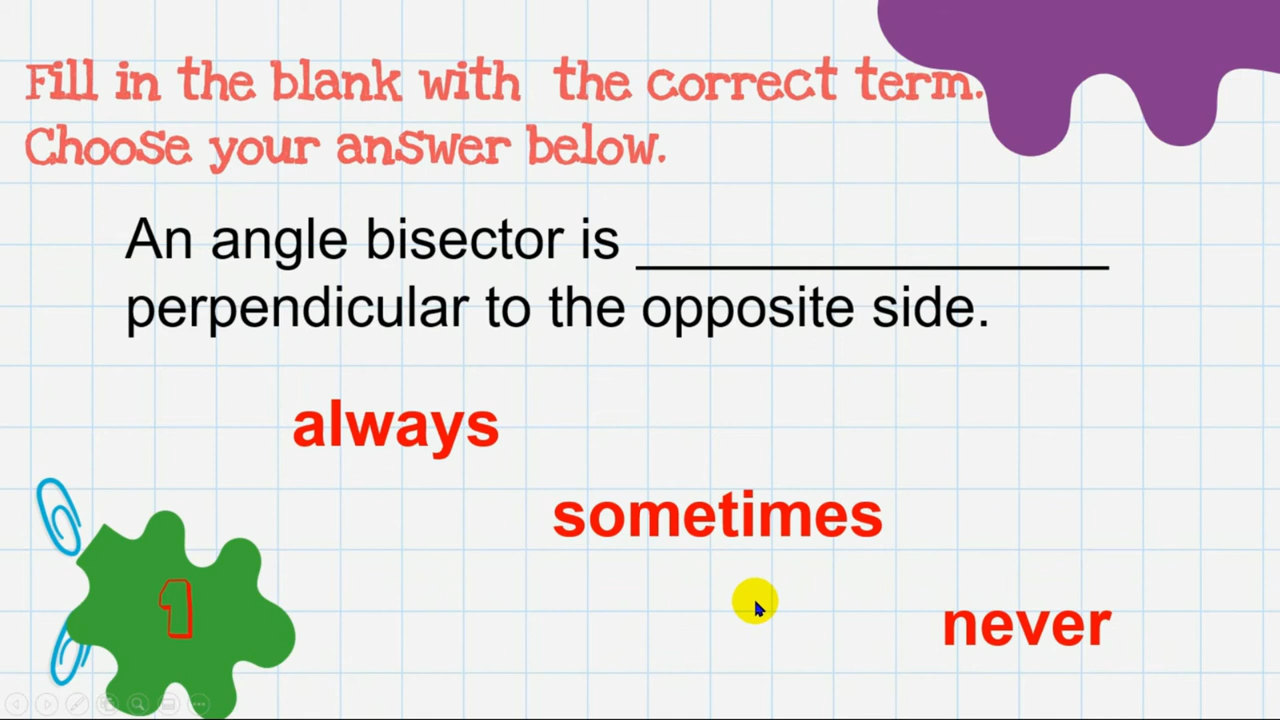 Fill in the blank with the correct term.
Choose your answer below.
An angle bisector is ________________
perpendicular to the opposite side.
always
sometimes
never
1